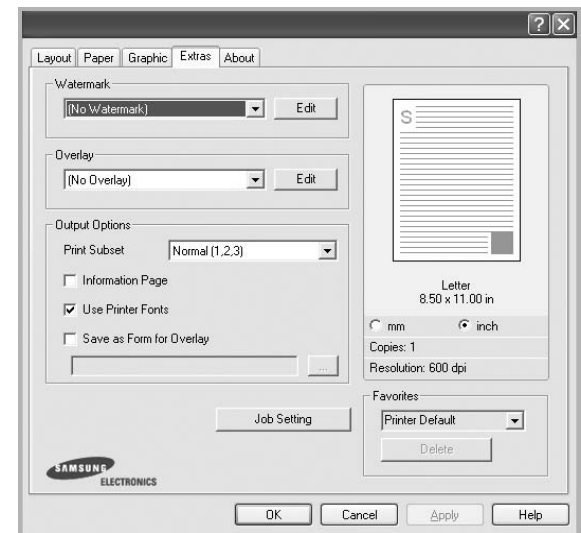 Layout Paper Graphic Extras About
Watermark
(No Watermark)
Edit
Overlay
(No Overlay)
Edit
Output Options
Print Subset
Normal (1,2,3)
Information Page
Use Printer Fonts
Save as Form for Overlay
...
Job Setting
SAMSUNG
ELECTRONICS
S
Letter
8.50 x 11.00 in
mm inch
Copies: 1
Resolution: 600 dpi
Favorites
Printer Default
Delete
OK Cancel Apply Help